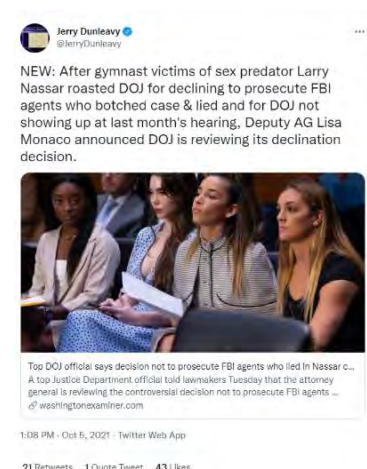 Jerry Dunleavy
@JerryDunleavy
NEW: After gymnast victims of sex predator Larry
Nassar roasted DOJ for declining to prosecute FBI
agents who botched case & lied and for DOJ not
showing up at last month's hearing, Deputy AG Lisa
Monaco announced DOJ is reviewing its declination
decision.
Top DOJ official says decision not to prosecute FBI agents who lied in Nassar c...
A top Justice Department official told lawmakers Tuesday that the attorney
general is reviewing the controversial decision not to prosecute FBI agents ...
washingtonexaminer.com
1:08 PM · Oct 5, 2021 · Twitter Web App
21 Retweets 1 Quote Tweet 43 Likes